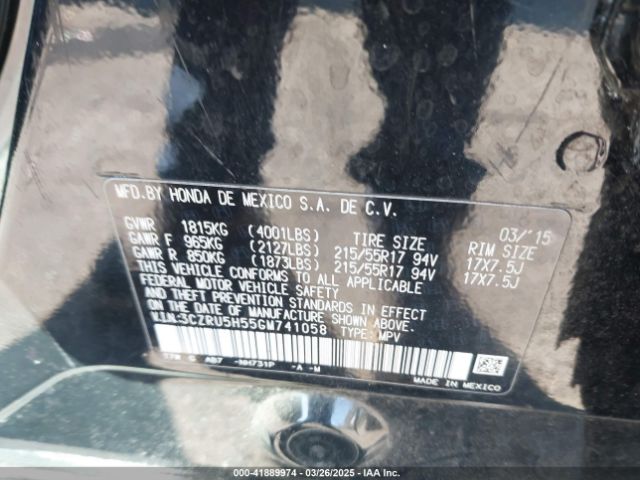 MFD.BY HONDA DE MEXICO S.A. DE C.V.
03/'15
GVWR 1815KG (4001LBS) TIRE SIZE RIM SIZE
GAWR F 965KG (2127LBS) 215/55R17 94V 17X7.5J
GAWR R 850KG (1873LBS) 215/55R17 94V 17X7.5J
THIS VEHICLE CONFORMS TO ALL APPLICABLE
FEDERAL MOTOR VEHICLE SAFETY
AND THEFT PREVENTION STANDARDS IN EFFECT
ON THE DATE OF MANUFACTURE SHOWN ABOVE.
V.I.N.:3CZRU5H55GM741058 TYPE: MPV
-NH731P -A -M
MADE IN MEXICO
000-41889974 | 03/26/2025 | IAA Inc.